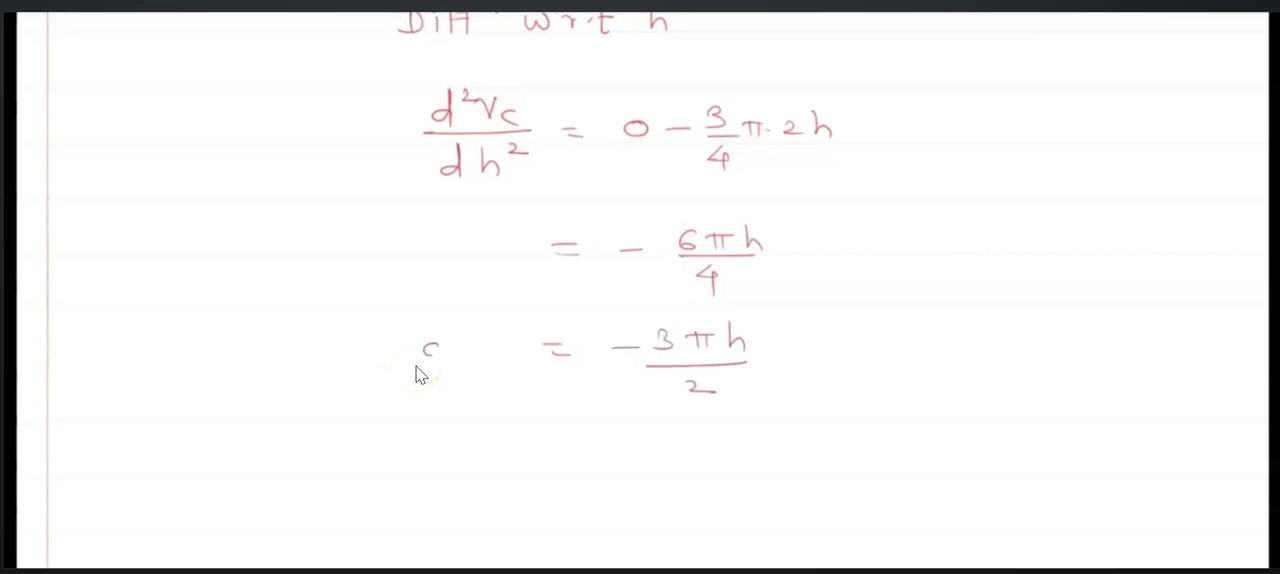 Diff w.r.t h
d²Vc/dh² = 0 - 3/4 π·2h
= - 6πh/4
c = - 3πh/2